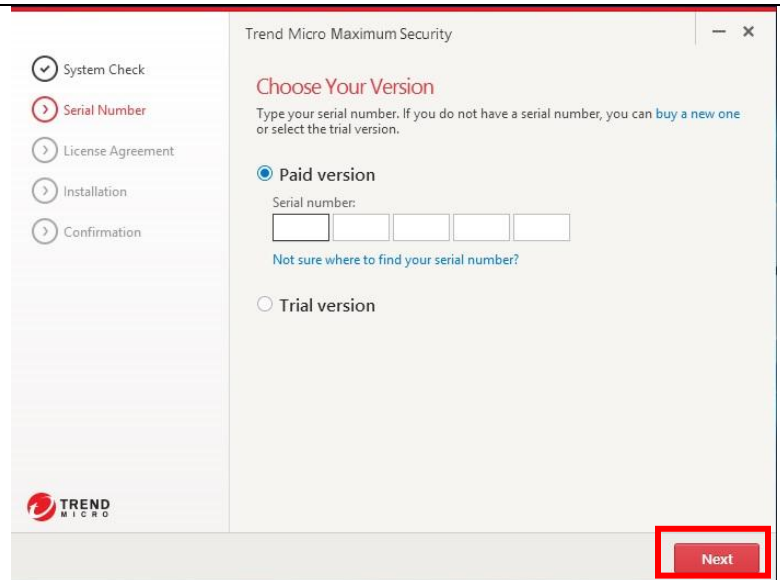 Trend Micro Maximum Security
System Check
Serial Number
License Agreement
Installation
Confirmation
Choose Your Version
Type your serial number. If you do not have a serial number, you can buy a new one
or select the trial version.
Paid version
Serial number:
Not sure where to find your serial number?
Trial version
TREND
MICRO
Next